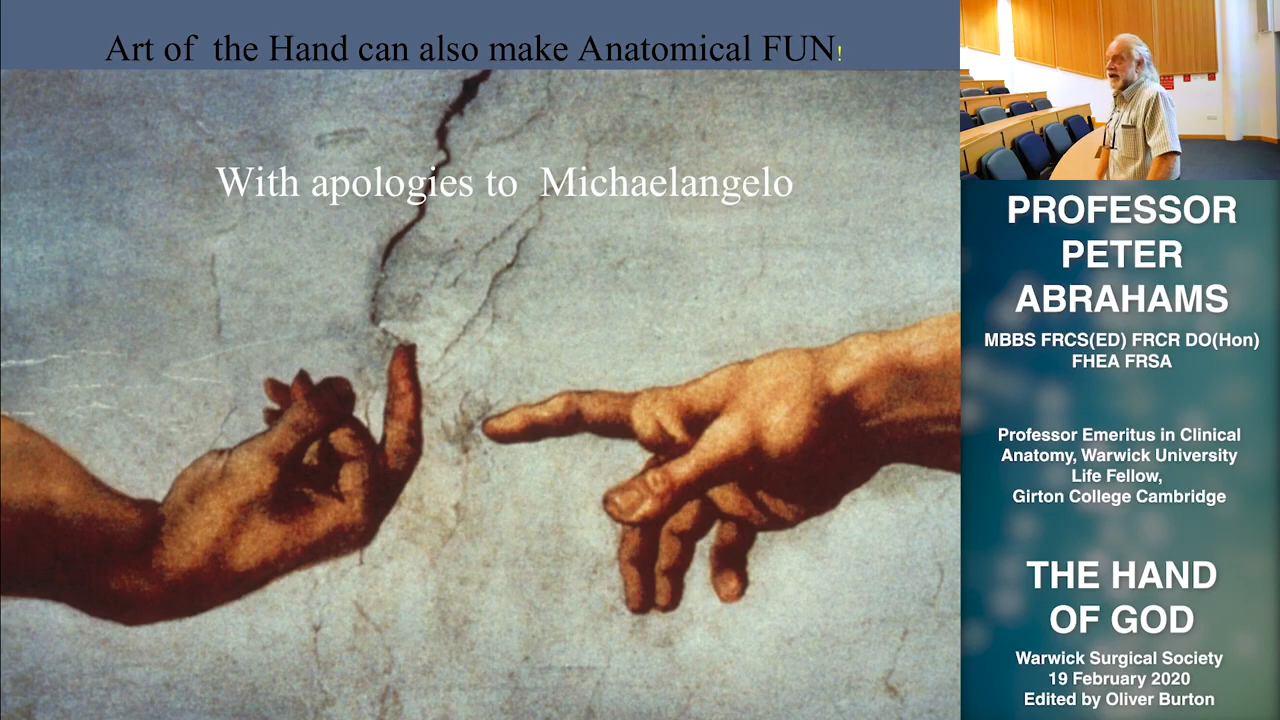 Art of the Hand can also make Anatomical FUN!
With apologies to Michaelangelo
PROFESSOR
PETER
ABRAHAMS
MBBS FRCS(ED) FRCR DO(Hon)
FHEA FRSA
Professor Emeritus in Clinical
Anatomy, Warwick University
Life Fellow,
Girton College Cambridge
THE HAND
OF GOD
Warwick Surgical Society
19 February 2020
Edited by Oliver Burton